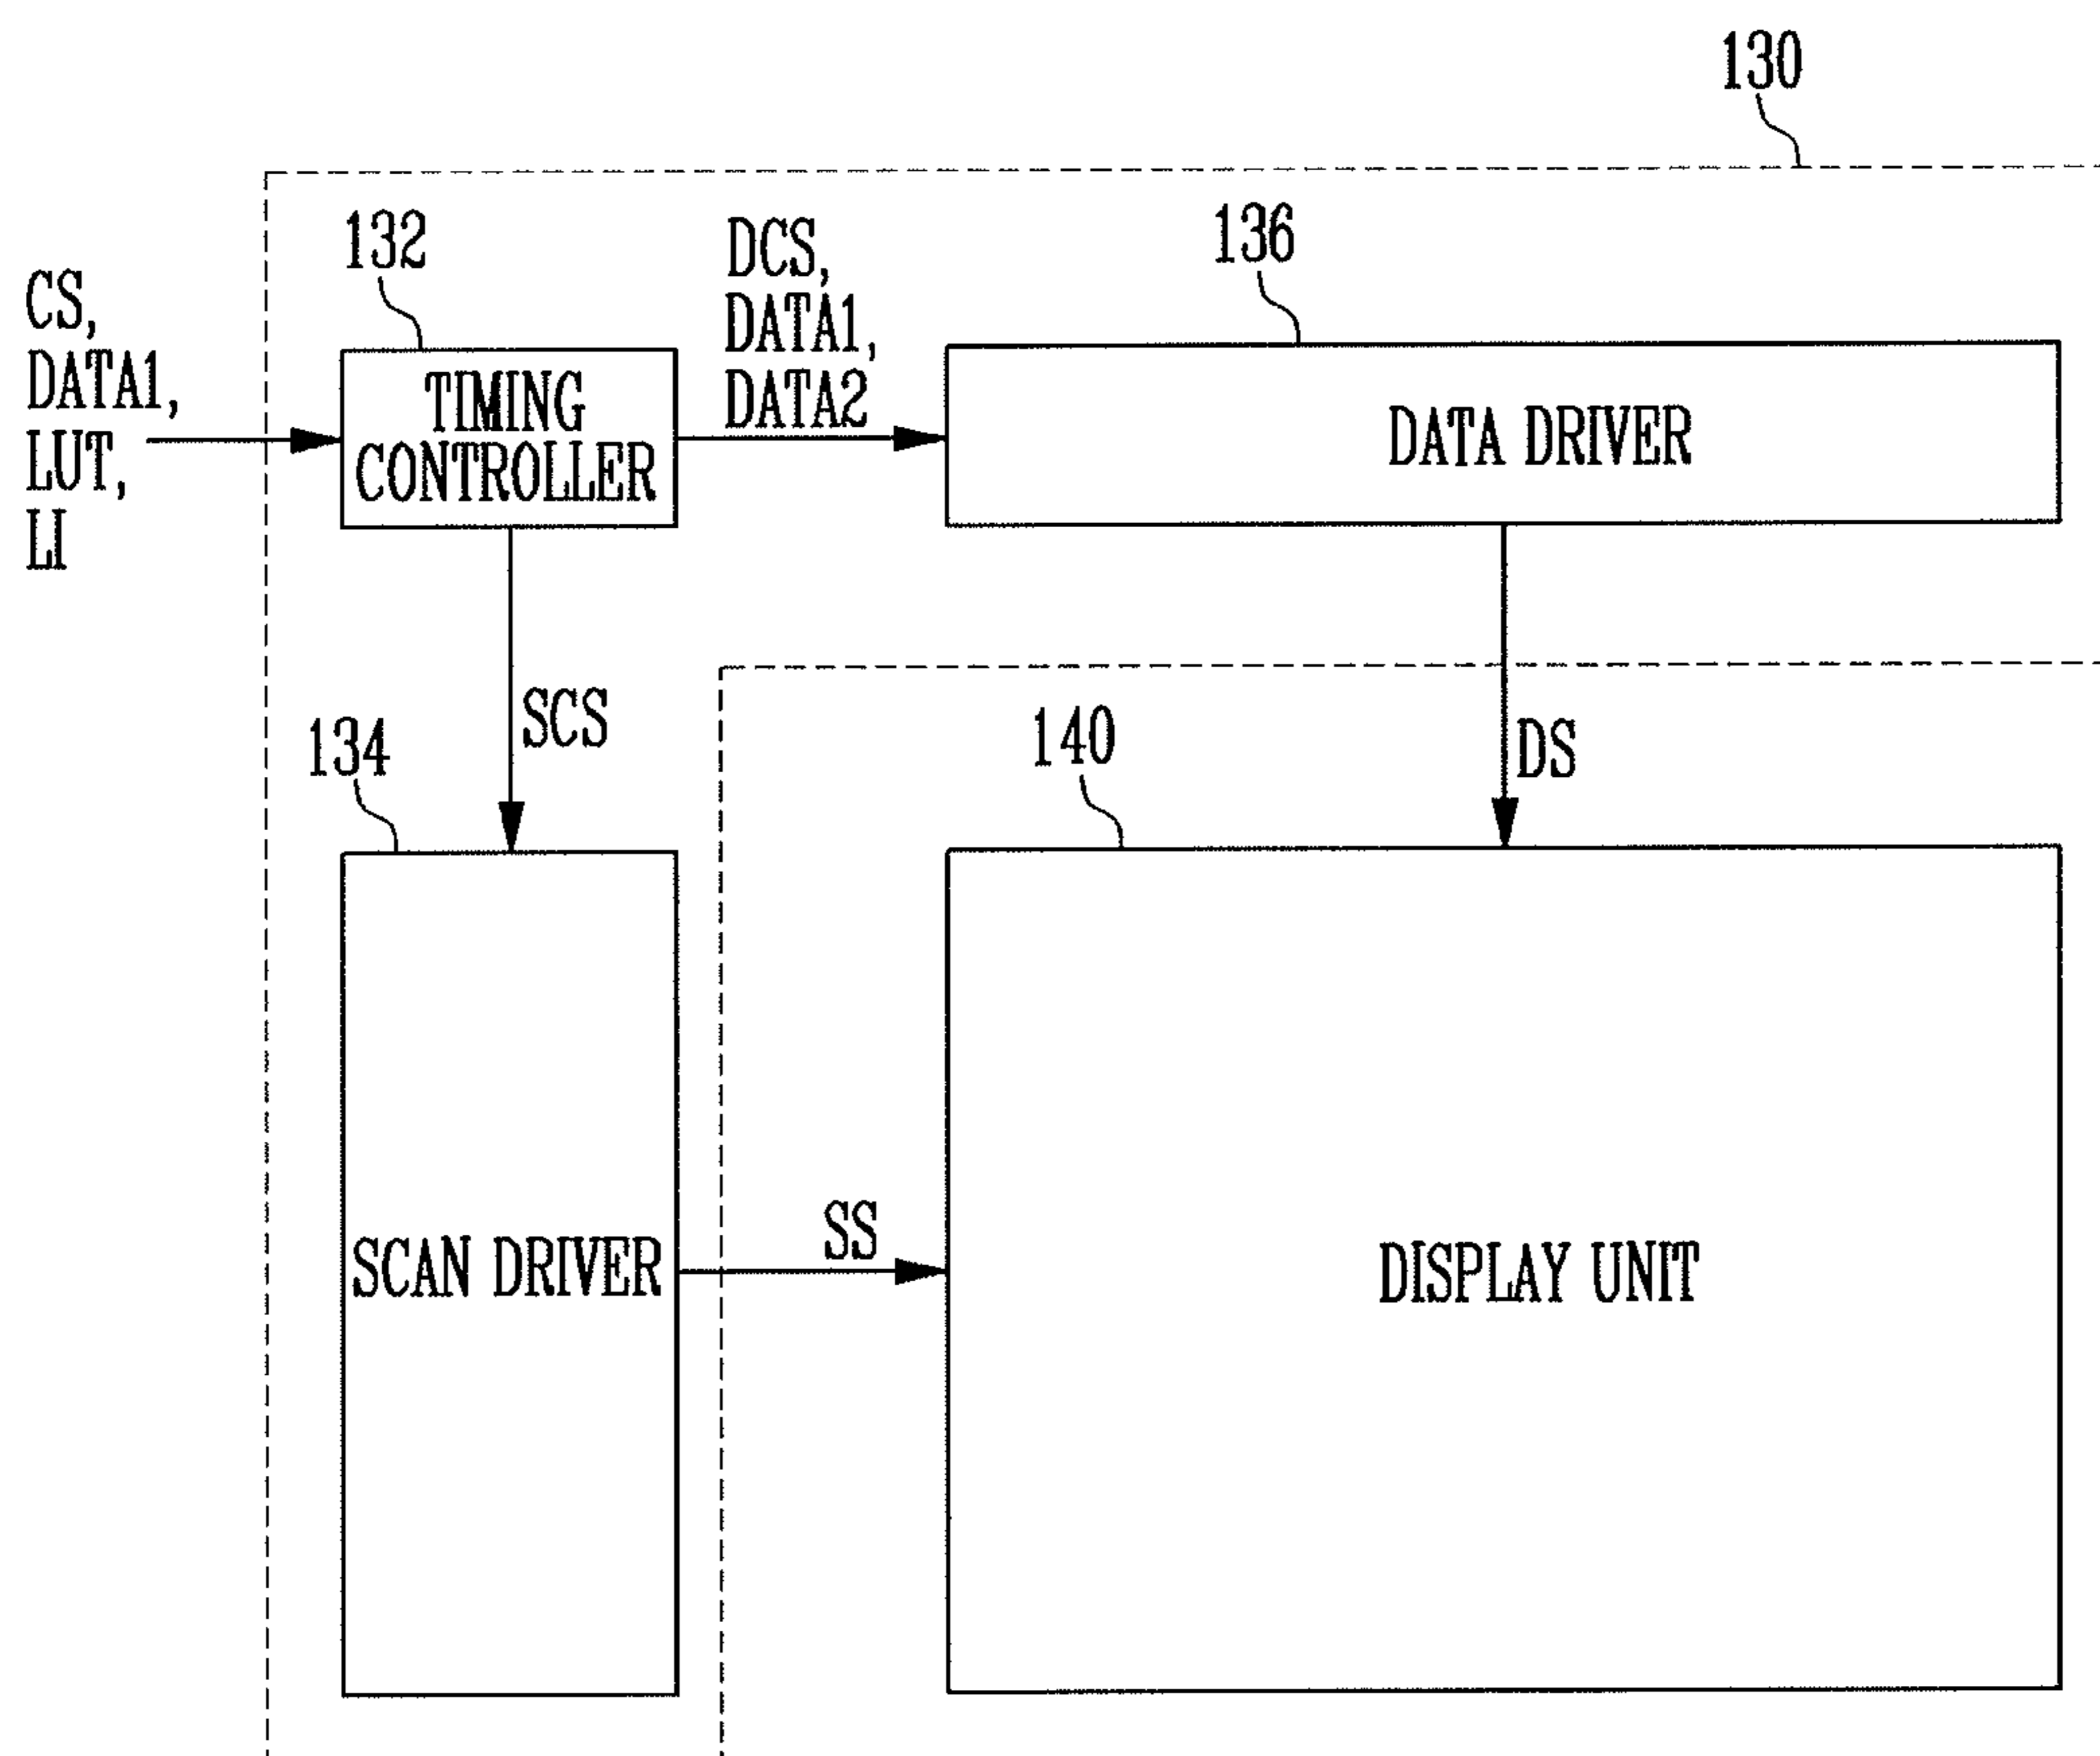 130
132
DCS,
DATA1,
DATA2
136
CS,
DATA1,
LUT,
LI
TIMING
CONTROLLER
DATA DRIVER
SCS
DS
134
140
SS
SCAN DRIVER
DISPLAY UNIT